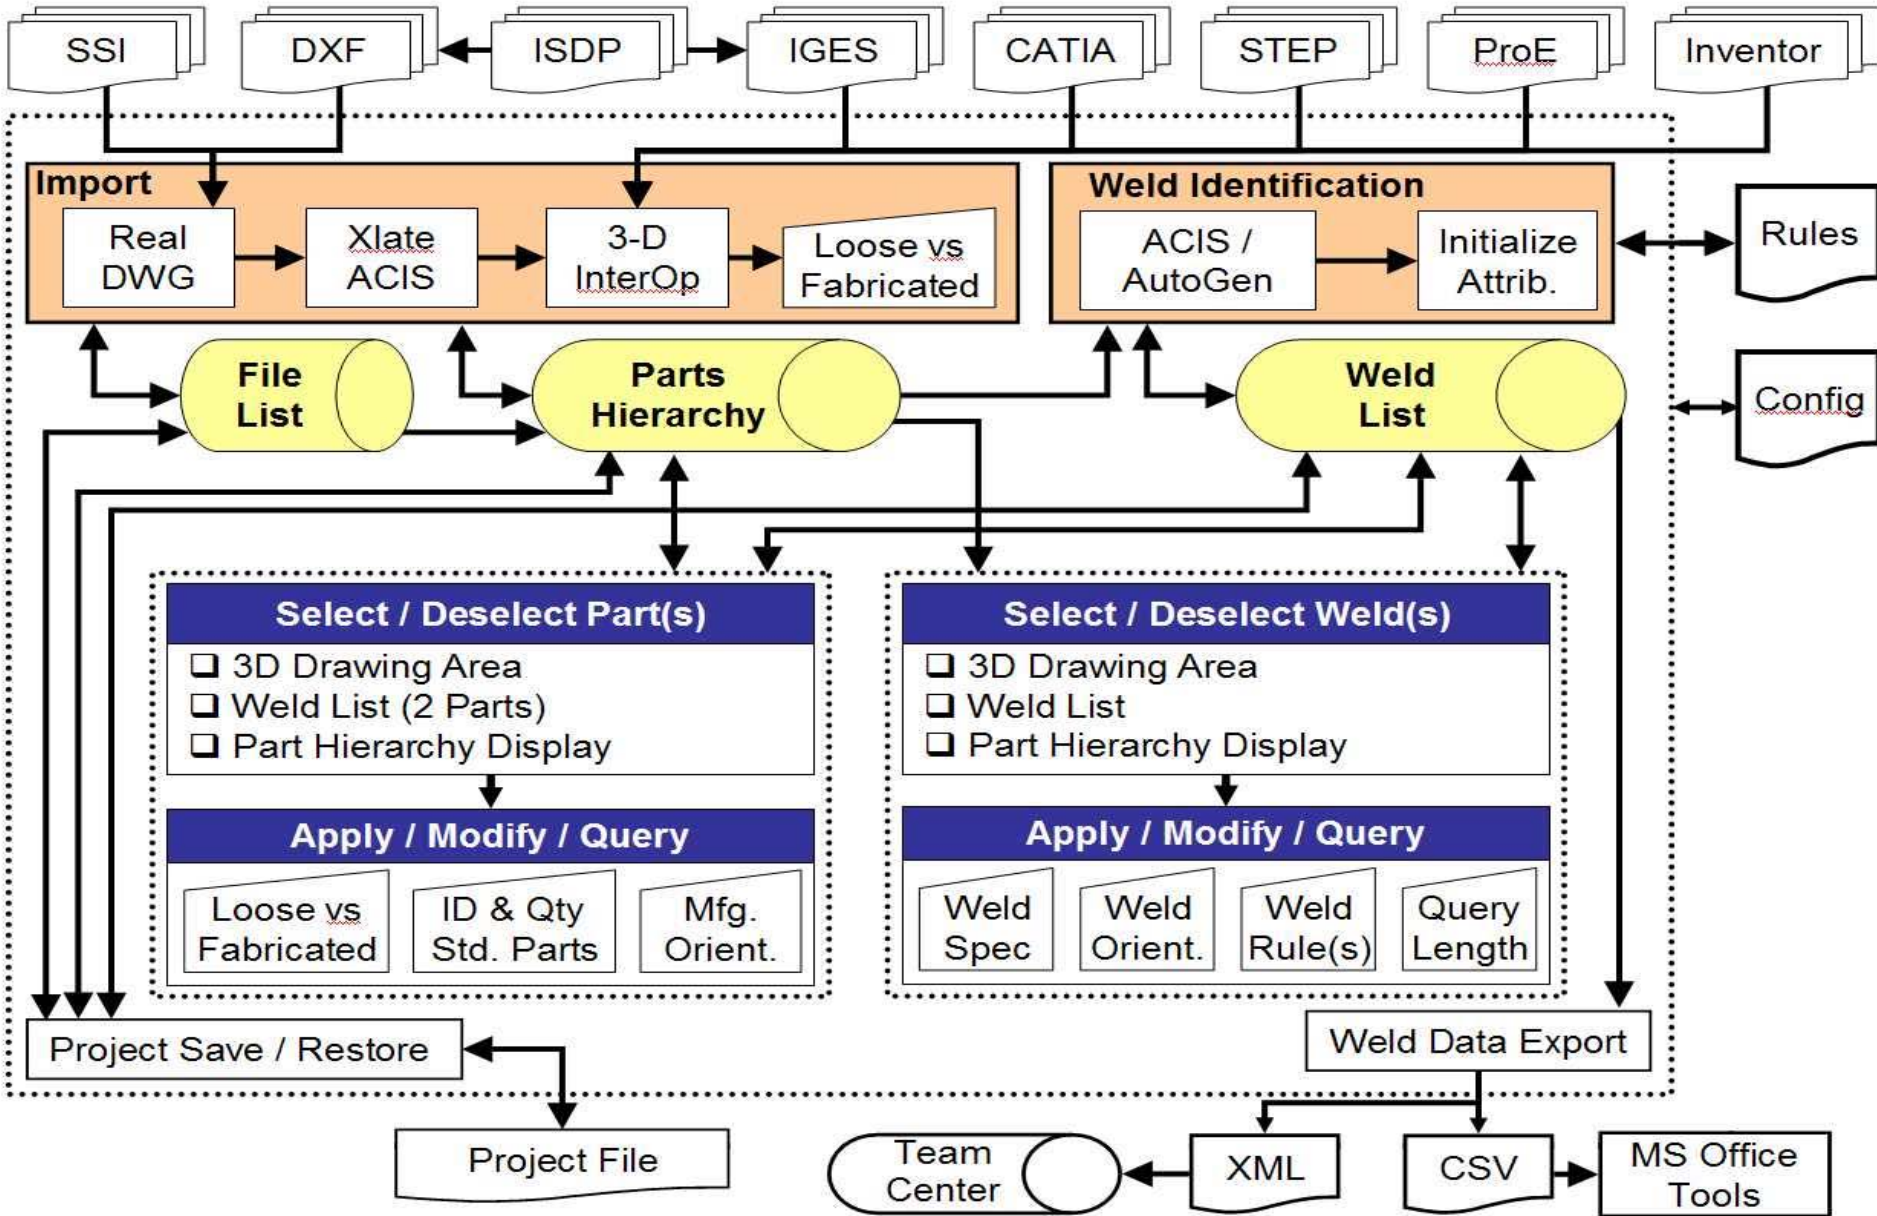 SSI
DXF
ISDP
IGES
CATIA
STEP
ProE
Inventor
Import
Real
DWG
Xlate
ACIS
3-D
InterOp
Loose vs
Fabricated
Weld Identification
ACIS /
AutoGen
Initialize
Attrib.
Rules
File
List
Parts
Hierarchy
Weld
List
Config
Select / Deselect Part(s)
❑ 3D Drawing Area
❑ Weld List (2 Parts)
❑ Part Hierarchy Display
Apply / Modify / Query
Loose vs
Fabricated
ID & Qty
Std. Parts
Mfg.
Orient.
Select / Deselect Weld(s)
❑ 3D Drawing Area
❑ Weld List
❑ Part Hierarchy Display
Apply / Modify / Query
Weld
Spec
Weld
Orient.
Weld
Rule(s)
Query
Length
Project Save / Restore
Weld Data Export
Project File
Team
Center
XML
CSV
MS Office
Tools